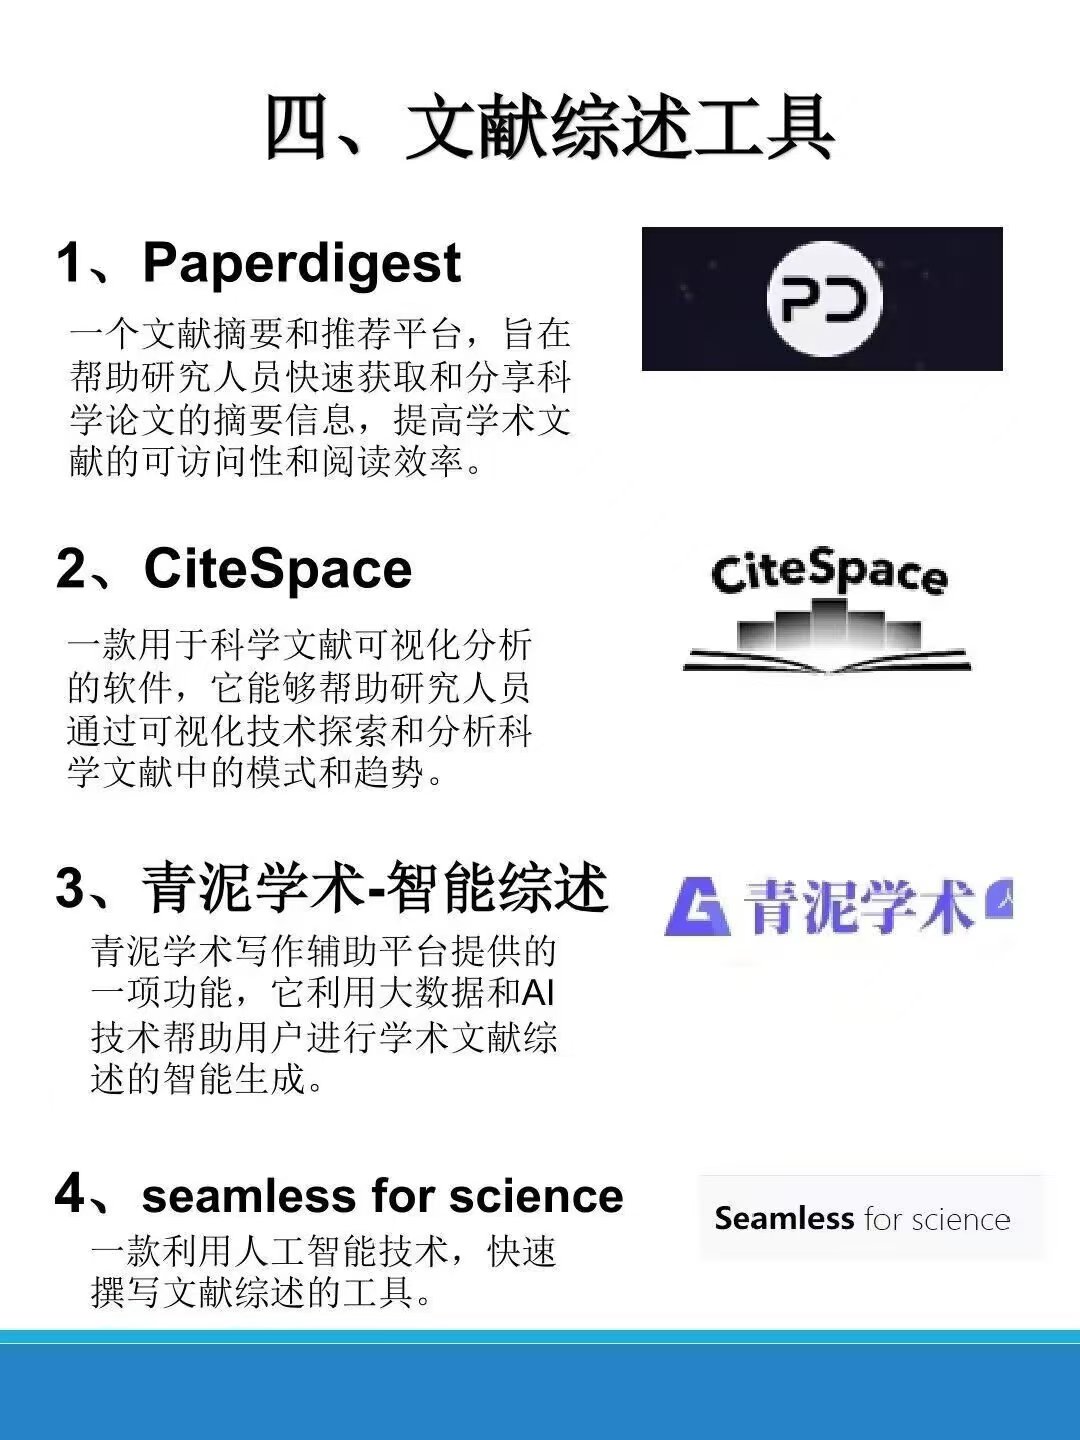 四、文献综述工具
1、Paperdigest
PD
一个文献摘要和推荐平台，旨在
帮助研究人员快速获取和分享科
学论文的摘要信息，提高学术文
献的可访问性和阅读效率。
2、CiteSpace
CiteSpace
一款用于科学文献可视化分析
的软件，它能够帮助研究人员
通过可视化技术探索和分析科
学文献中的模式和趋势。
3、青泥学术-智能综述
青泥学术
青泥学术写作辅助平台提供的
一项功能，它利用大数据和AI
技术帮助用户进行学术文献综
述的智能生成。
4、seamless for science
Seamless for science
一款利用人工智能技术，快速
撰写文献综述的工具。